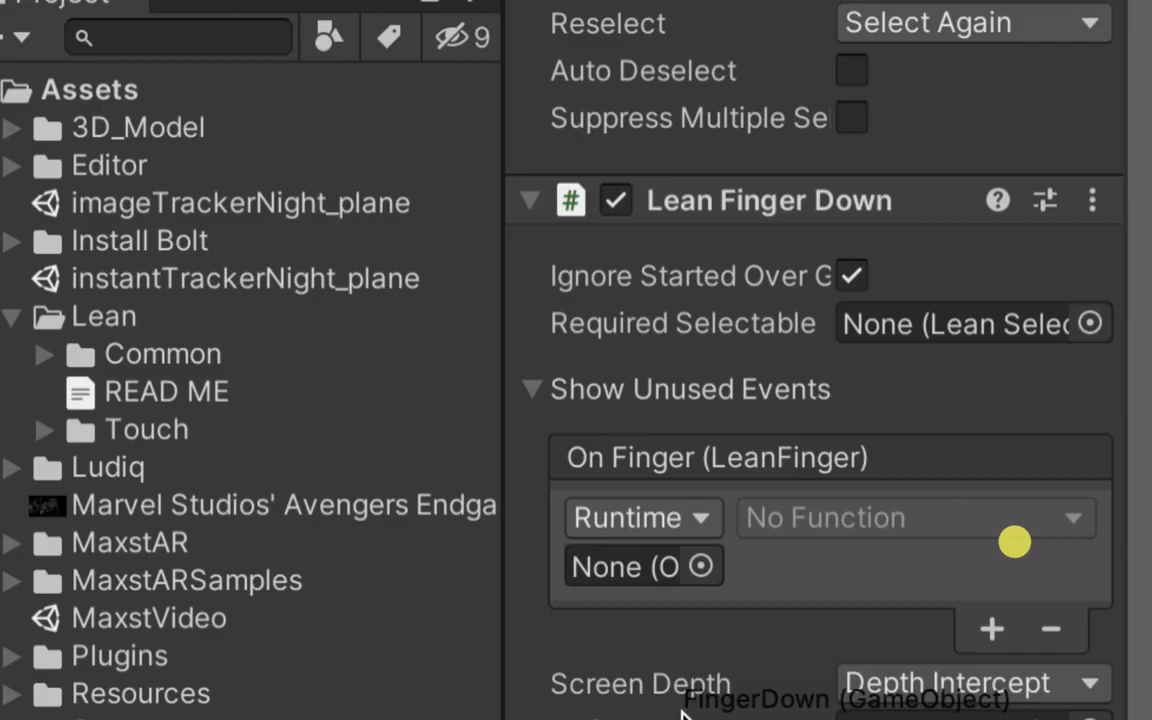 Project
9
Assets
3D_Model
Editor
imageTrackerNight_plane
Install Bolt
instantTrackerNight_plane
Lean
Common
READ ME
Touch
Ludiq
Marvel Studios' Avengers Endga
MaxstAR
MaxstARSamples
MaxstVideo
Plugins
Resources
Reselect
Select Again
Auto Deselect
Suppress Multiple Se
# Lean Finger Down
Ignore Started Over G
Required Selectable
None (Lean Selec
Show Unused Events
On Finger (LeanFinger)
Runtime
No Function
None (O
+ −
Screen Depth
Depth Intercept
FingerDown (GameObject)